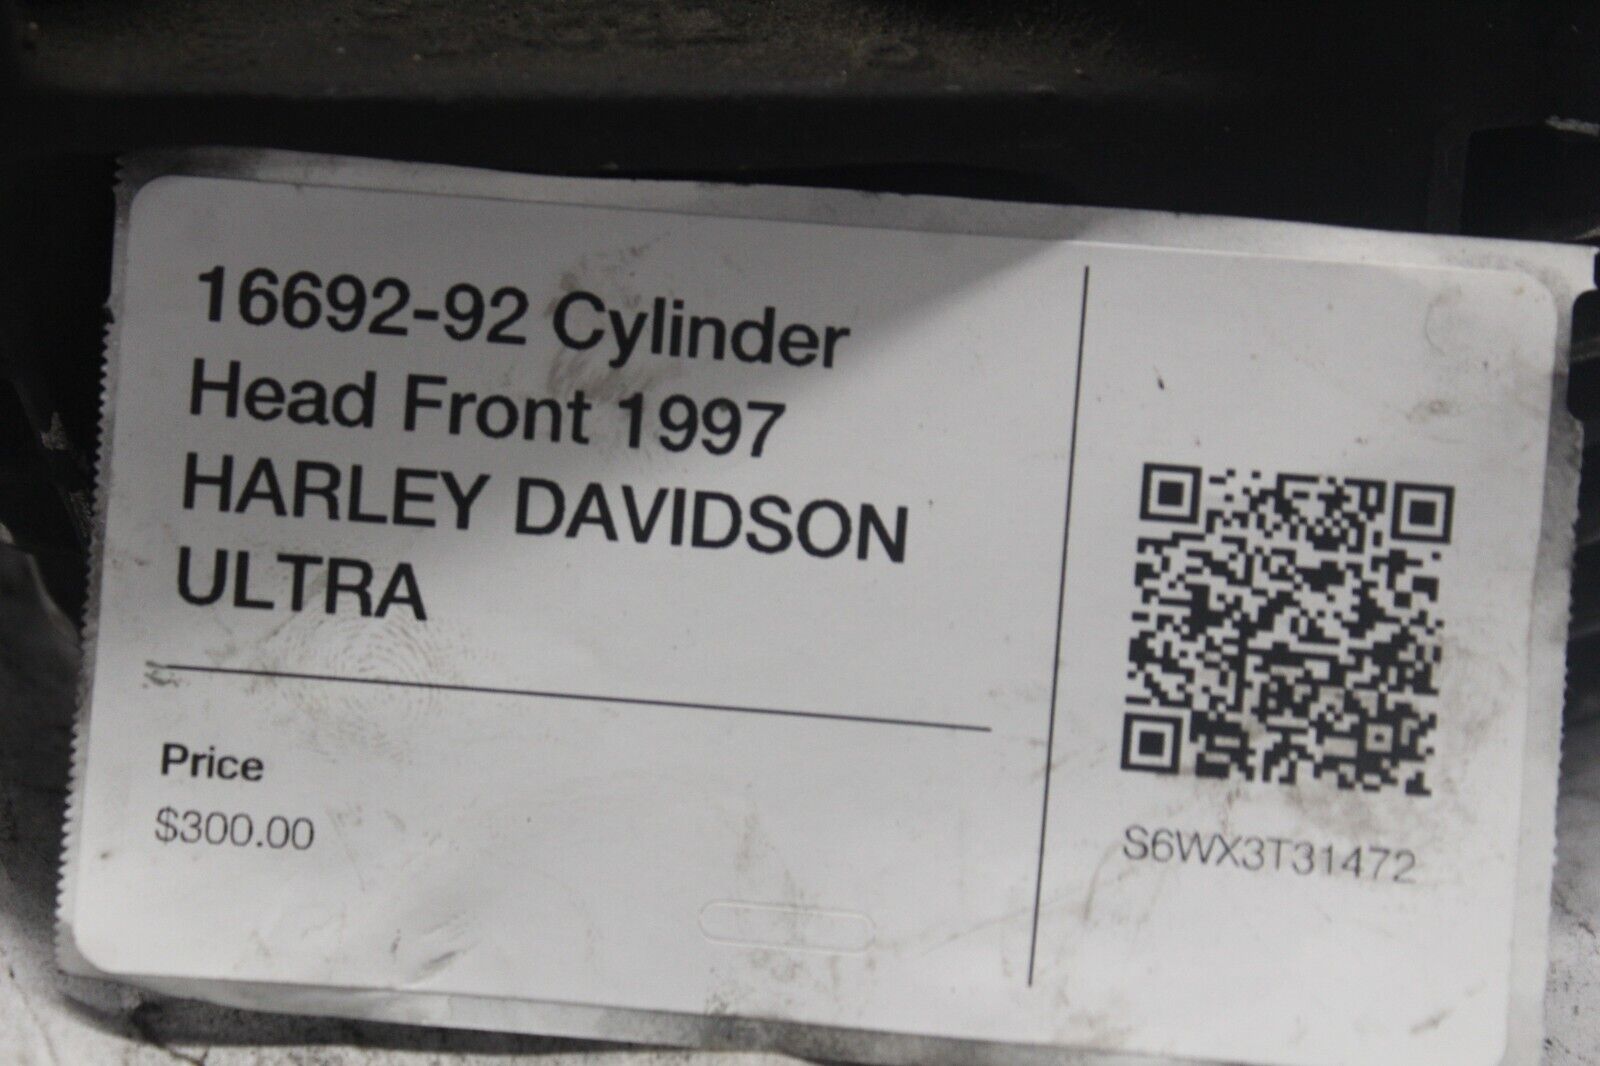 16692-92 Cylinder
Head Front 1997
HARLEY DAVIDSON
ULTRA
Price
$300.00
S6WX3T31472